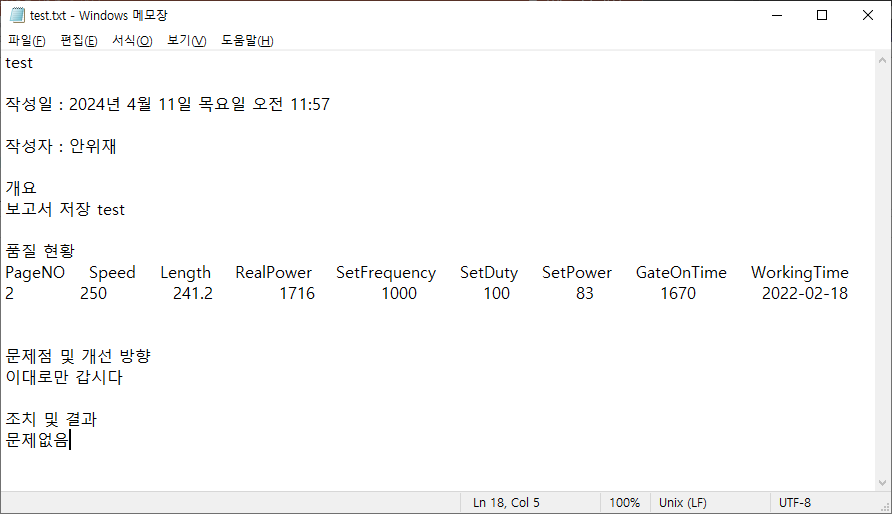 test.txt - Windows 메모장
파일(F) 편집(E) 서식(O) 보기(V) 도움말(H)
test
작성일 : 2024년 4월 11일 목요일 오전 11:57
작성자 : 안위재
개요
보고서 저장 test
품질 현황
PageNO Speed Length RealPower SetFrequency SetDuty SetPower GateOnTime WorkingTime
2 250 241.2 1716 1000 100 83 1670 2022-02-18
문제점 및 개선 방향
이대로만 갑시다
조치 및 결과
문제없음
Ln 18, Col 5 100% Unix (LF) UTF-8